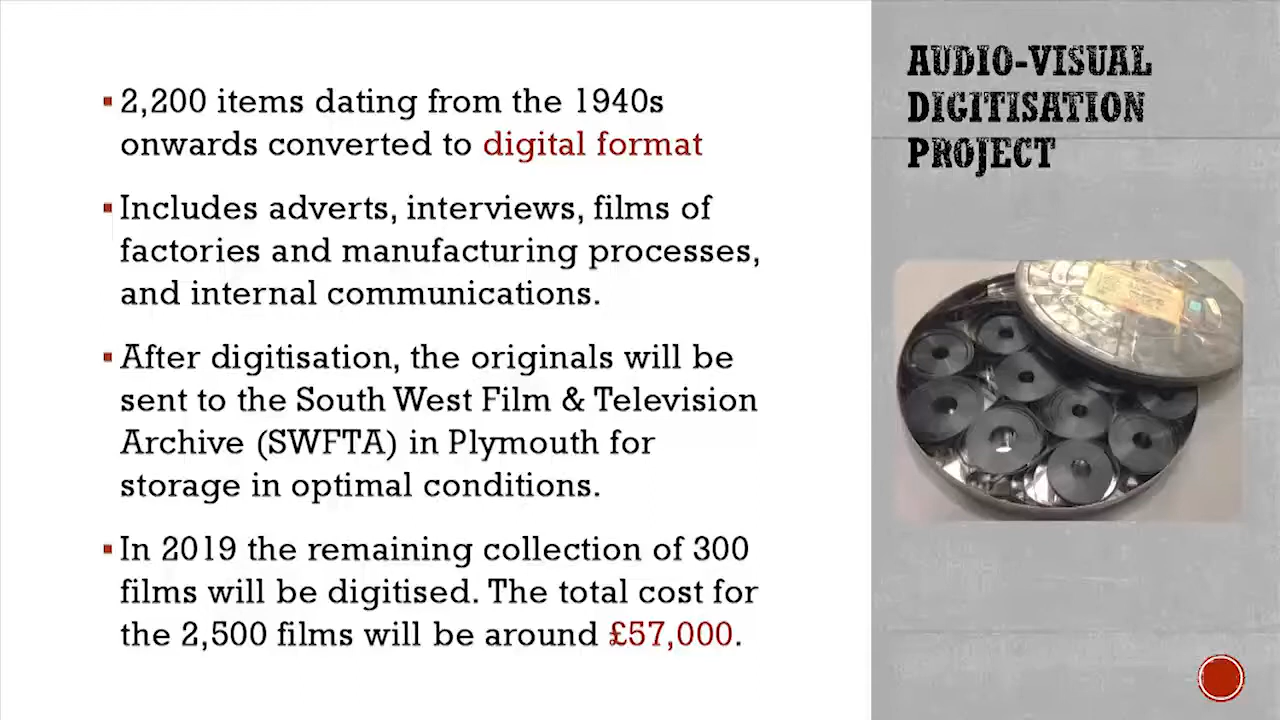 AUDIO-VISUAL
DIGITISATION
PROJECT
2,200 items dating from the 1940s
onwards converted to digital format
Includes adverts, interviews, films of
factories and manufacturing processes,
and internal communications.
After digitisation, the originals will be
sent to the South West Film & Television
Archive (SWFTA) in Plymouth for
storage in optimal conditions.
In 2019 the remaining collection of 300
films will be digitised. The total cost for
the 2,500 films will be around £57,000.